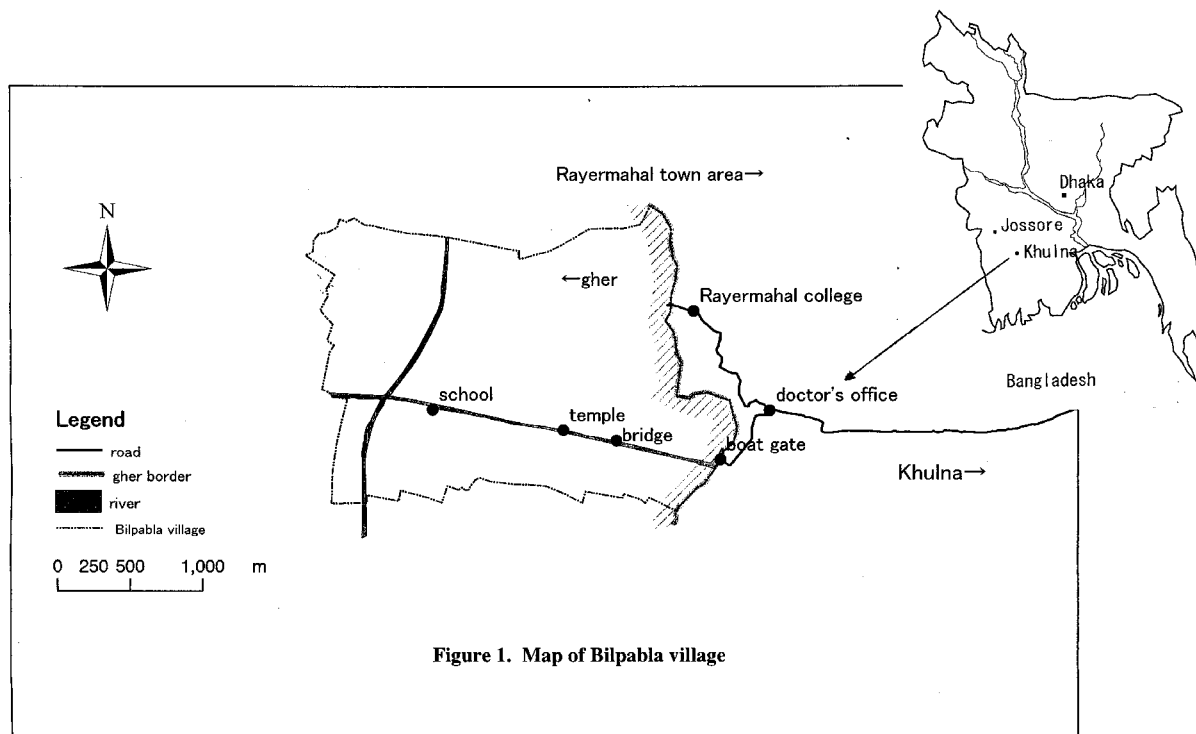 Rayermahal town area→
Dhaka
Jossore
Khulna
N
←gher
Rayermahal college
Bangladesh
doctor's office
school
temple
bridge
boat gate
Khulna→
Legend
road
gher border
river
Bilpabla village
0 250 500 1,000 m
Figure 1. Map of Bilpabla village